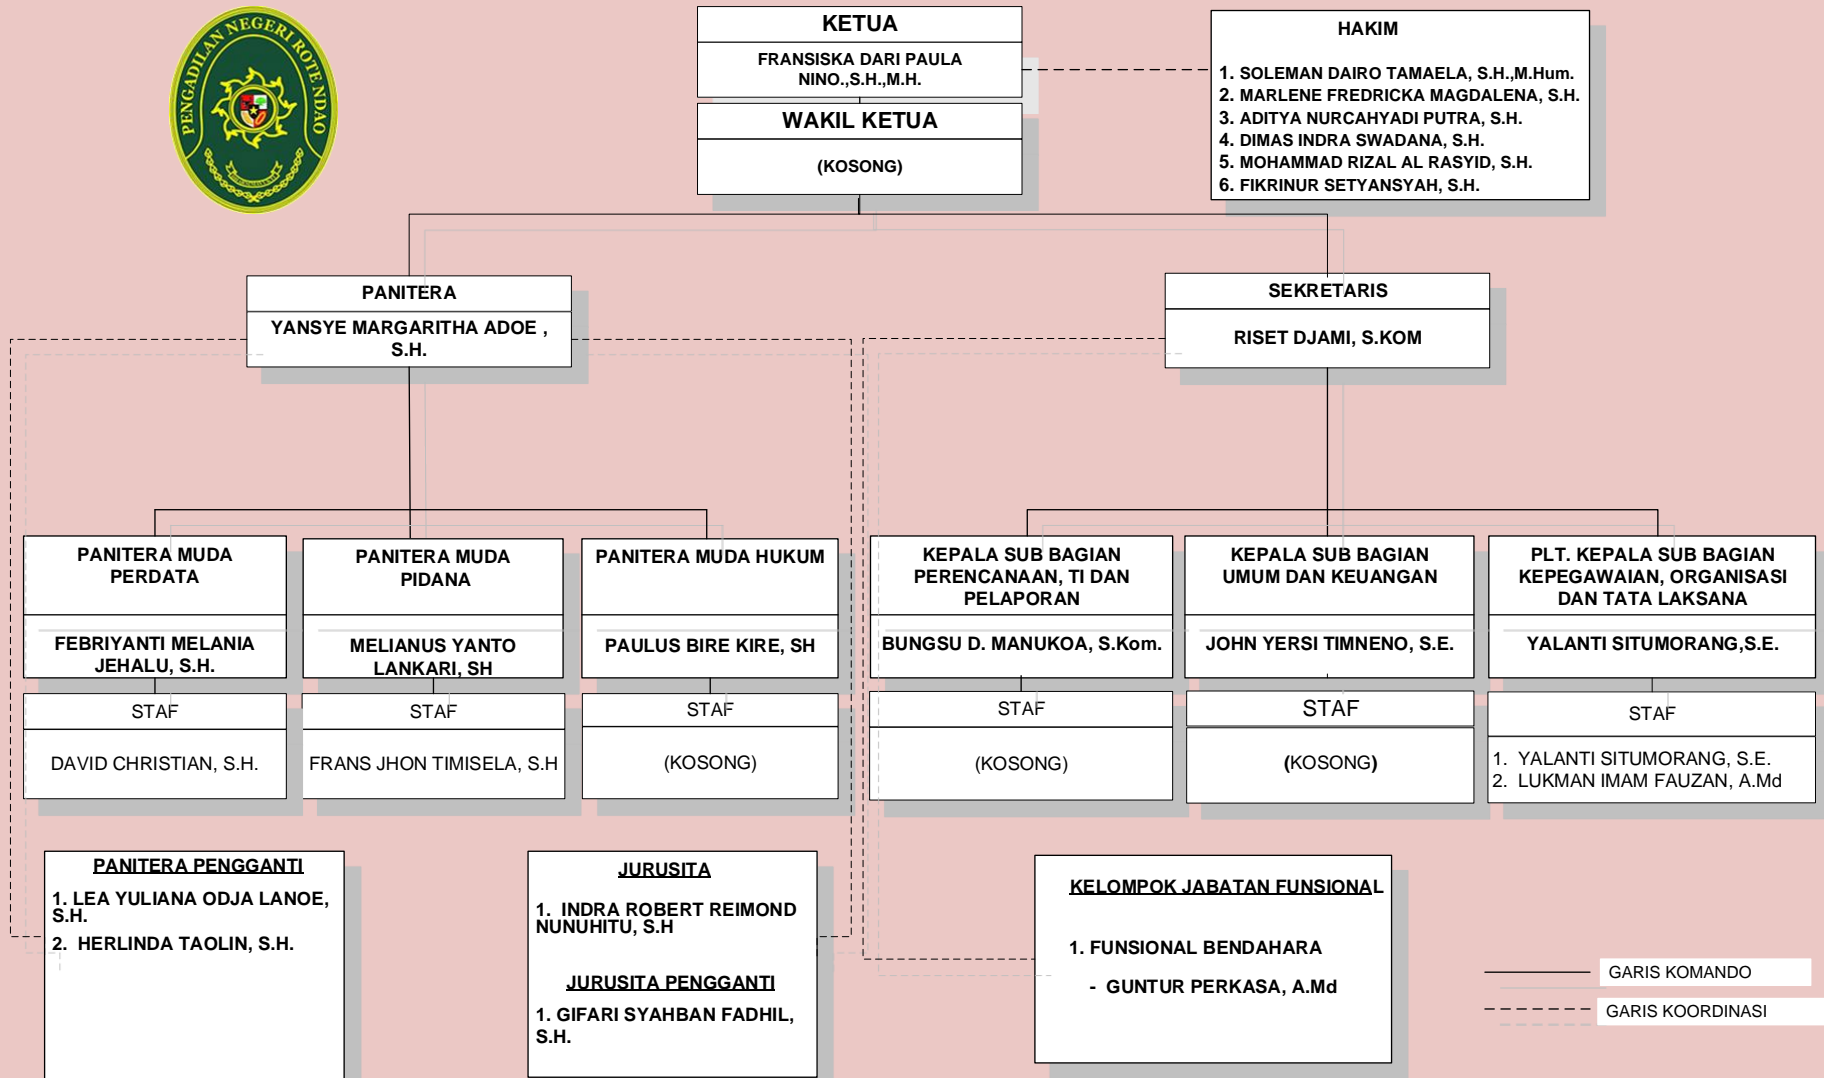 PENGADILAN NEGERI ROTE NDAO
KETUA
FRANSISKA DARI PAULA
NINO.,S.H.,M.H.
WAKIL KETUA
(KOSONG)
HAKIM
1. SOLEMAN DAIRO TAMAELA, S.H.,M.Hum.
2. MARLENE FREDRICKA MAGDALENA, S.H.
3. ADITYA NURCAHYADI PUTRA, S.H.
4. DIMAS INDRA SWADANA, S.H.
5. MOHAMMAD RIZAL AL RASYID, S.H.
6. FIKRINUR SETYANSYAH, S.H.
PANITERA
YANSYE MARGARITHA ADOE ,
S.H.
SEKRETARIS
RISET DJAMI, S.KOM
PANITERA MUDA
PERDATA
FEBRIYANTI MELANIA
JEHALU, S.H.
STAF
DAVID CHRISTIAN, S.H.
PANITERA MUDA
PIDANA
MELIANUS YANTO
LANKARI, SH
STAF
FRANS JHON TIMISELA, S.H
PANITERA MUDA HUKUM
PAULUS BIRE KIRE, SH
STAF
(KOSONG)
KEPALA SUB BAGIAN
PERENCANAAN, TI DAN
PELAPORAN
BUNGSU D. MANUKOA, S.Kom.
STAF
(KOSONG)
KEPALA SUB BAGIAN
UMUM DAN KEUANGAN
JOHN YERSI TIMNENO, S.E.
STAF
(KOSONG)
PLT. KEPALA SUB BAGIAN
KEPEGAWAIAN, ORGANISASI
DAN TATA LAKSANA
YALANTI SITUMORANG,S.E.
STAF
1. YALANTI SITUMORANG, S.E.
2. LUKMAN IMAM FAUZAN, A.Md
PANITERA PENGGANTI
1. LEA YULIANA ODJA LANOE,
S.H.
2. HERLINDA TAOLIN, S.H.
JURUSITA
1. INDRA ROBERT REIMOND
NUNUHITU, S.H
JURUSITA PENGGANTI
1. GIFARI SYAHBAN FADHIL,
S.H.
KELOMPOK JABATAN FUNSIONAL
1. FUNSIONAL BENDAHARA
- GUNTUR PERKASA, A.Md
GARIS KOMANDO
GARIS KOORDINASI